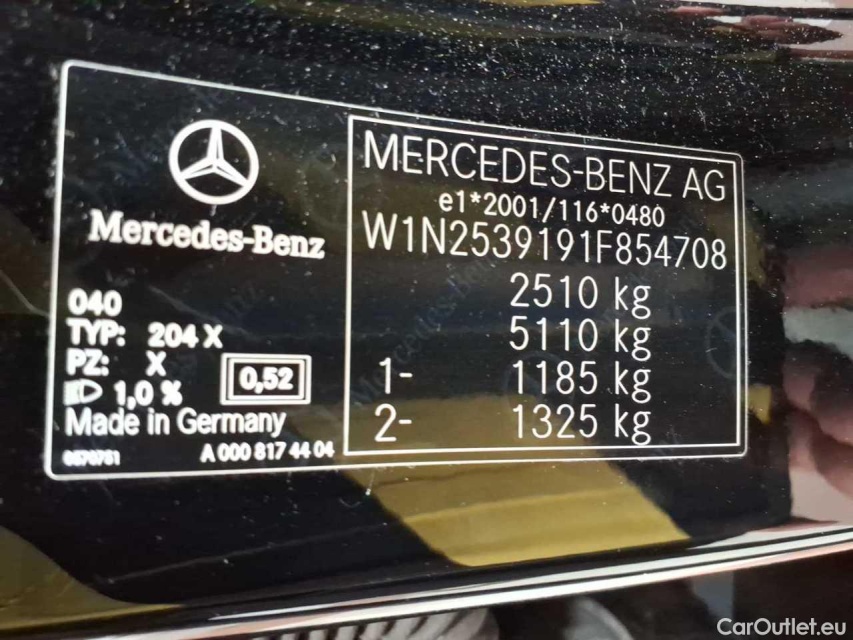 Mercedes-Benz
040
TYP: 204 X
PZ: X
1,0 % 0,52
Made in Germany
A 000 817 44 04
MERCEDES-BENZ AG
e1*2001/116*0480
W1N2539191F854708
2510 kg
5110 kg
1- 1185 kg
2- 1325 kg
CarOutlet.eu